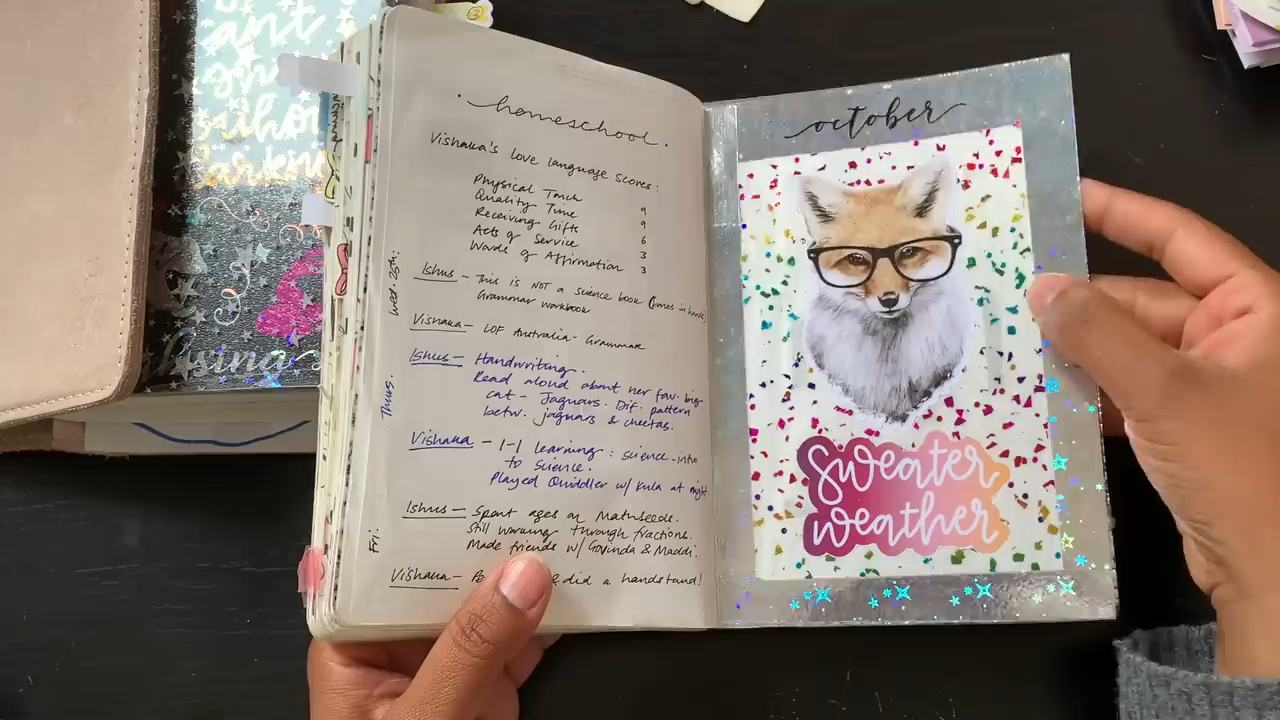 homeschool.
Vishaka's love language scores:
Physical Touch 9
Quality Time 9
Receiving Gifts 6
Acts of Service 3
Words of Affirmation 3
Wed. 25th:
Ishus - This is NOT a science book (comes in handy)
Grammar workbook
Vishaka - LOF Australia - Grammar
Thurs.
Ishus - Handwriting.
Read aloud about her fav. big
cat - Jaguars. Dif. pattern
betw. jaguars & cheetas.
Vishaka - 1-1 learning: science - intro
to science.
Played Quiddler w/ Kula at night.
Fri:
Ishus - Spent ages on Mathseeds.
Still working through fractions.
Made friends w/ Govinda & Maddi.
Vishaka - & did a handstand!
october
sweater
weather